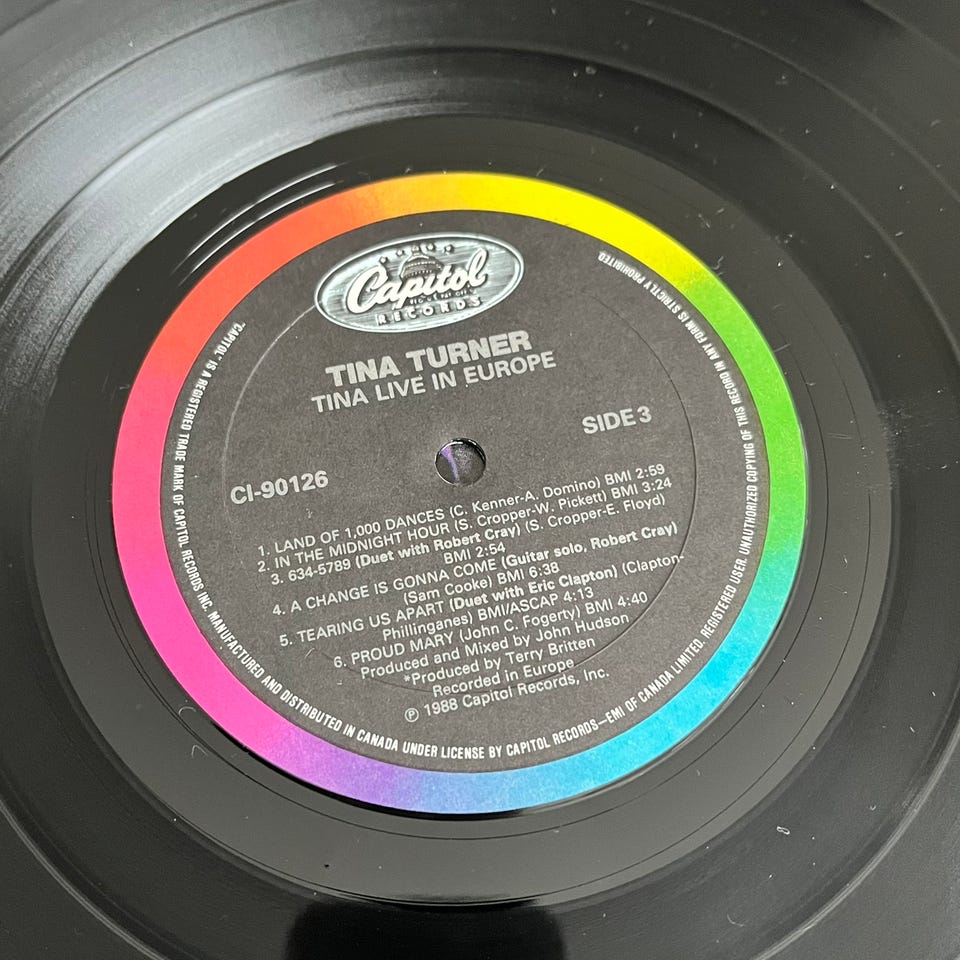 Capitol
REG. U.S. PAT. OFF.
RECORDS
TINA TURNER
TINA LIVE IN EUROPE
SIDE 3
CI-90126
1. LAND OF 1,000 DANCES (C. Kenner-A. Domino) BMI 2:59
2. IN THE MIDNIGHT HOUR (S. Cropper-W. Pickett) BMI 3:24
3. 634-5789 (Duet with Robert Cray) (S. Cropper-E. Floyd)
BMI 2:54
4. A CHANGE IS GONNA COME (Guitar solo, Robert Cray)
(Sam Cooke) BMI 6:38
5. TEARING US APART (Duet with Eric Clapton) (Clapton-
Phillinganes) BMI/ASCAP 4:13
6. PROUD MARY (John C. Fogerty) BMI 4:40
Produced and Mixed by John Hudson
*Produced by Terry Britten
Recorded in Europe
℗ 1988 Capitol Records, Inc.
"CAPITOL" IS A REGISTERED TRADE MARK OF CAPITOL RECORDS INC. MANUFACTURED AND DISTRIBUTED IN CANADA UNDER LICENSE BY CAPITOL RECORDS—EMI OF CANADA LIMITED. REGISTERED USER. UNAUTHORIZED COPYING OF THIS RECORD IN ANY FORM IS STRICTLY PROHIBITED.